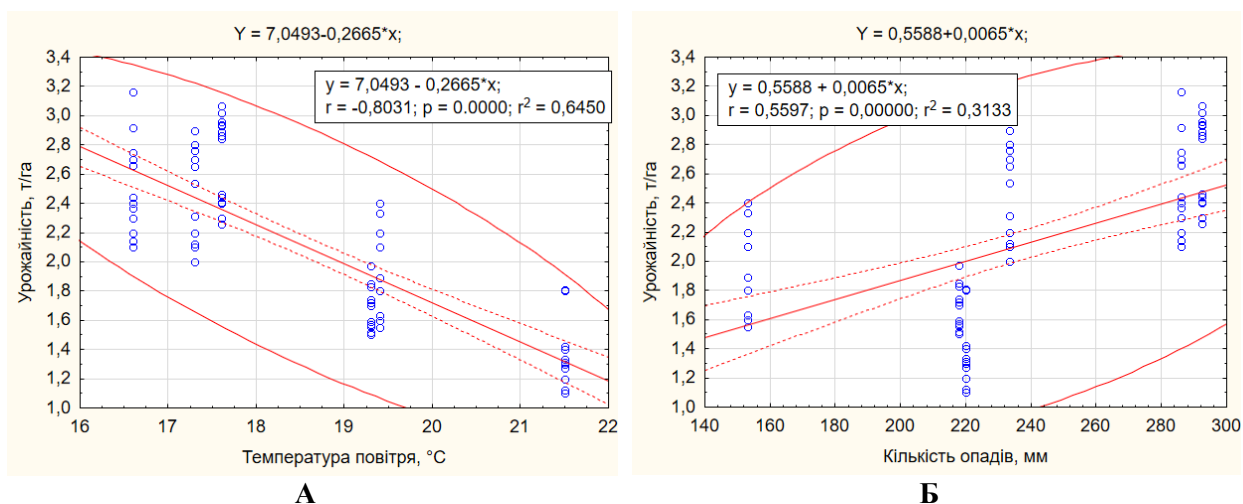 Y = 7,0493-0,2665*x;
y = 7,0493 - 0,2665*x;
r = -0,8031; p = 0.0000; r² = 0,6450
Урожайність, т/га
3,4
3,2
3,0
2,8
2,6
2,4
2,2
2,0
1,8
1,6
1,4
1,2
1,0
16 17 18 19 20 21 22
Температура повітря, °C
А
Y = 0,5588+0,0065*x;
y = 0,5588 + 0,0065*x;
r = 0,5597; p = 0,00000; r² = 0,3133
Урожайність, т/га
3,4
3,2
3,0
2,8
2,6
2,4
2,2
2,0
1,8
1,6
1,4
1,2
1,0
140 160 180 200 220 240 260 280 300
Кількість опадів, мм
Б